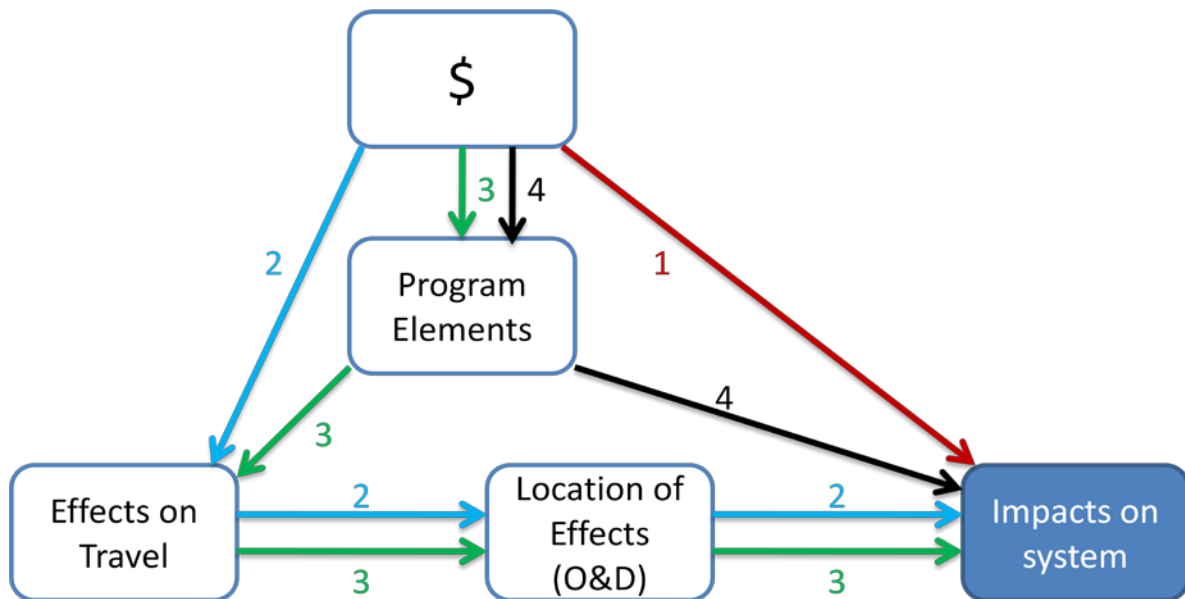 $
3
4
2
1
Program
Elements
4
3
Effects on
Travel
2
3
Location of
Effects
(O&D)
2
3
Impacts on
system